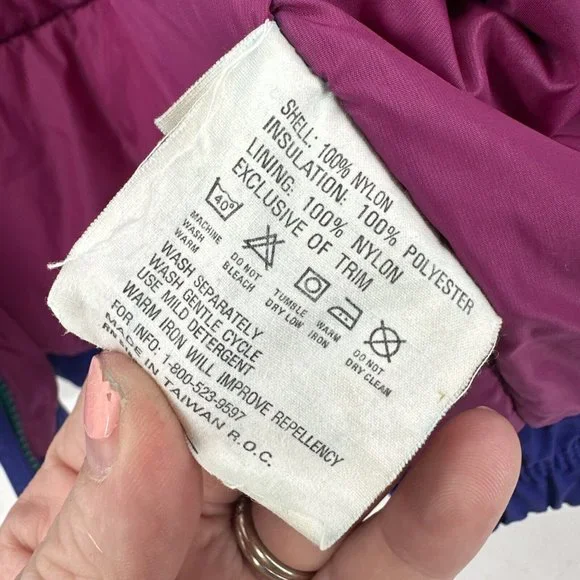 SHELL: 100% NYLON
INSULATION: 100% POLYESTER
LINING: 100% NYLON
EXCLUSIVE OF TRIM
40°
MACHINE
WASH
WARM
DO NOT
BLEACH
TUMBLE
DRY LOW
WARM
IRON
DO NOT
DRY CLEAN
WASH SEPARATELY
WASH GENTLE CYCLE
USE MILD DETERGENT
WARM IRON WILL IMPROVE REPELLENCY
FOR INFO: 1-800-523-9597
MADE IN TAIWAN R.O.C.